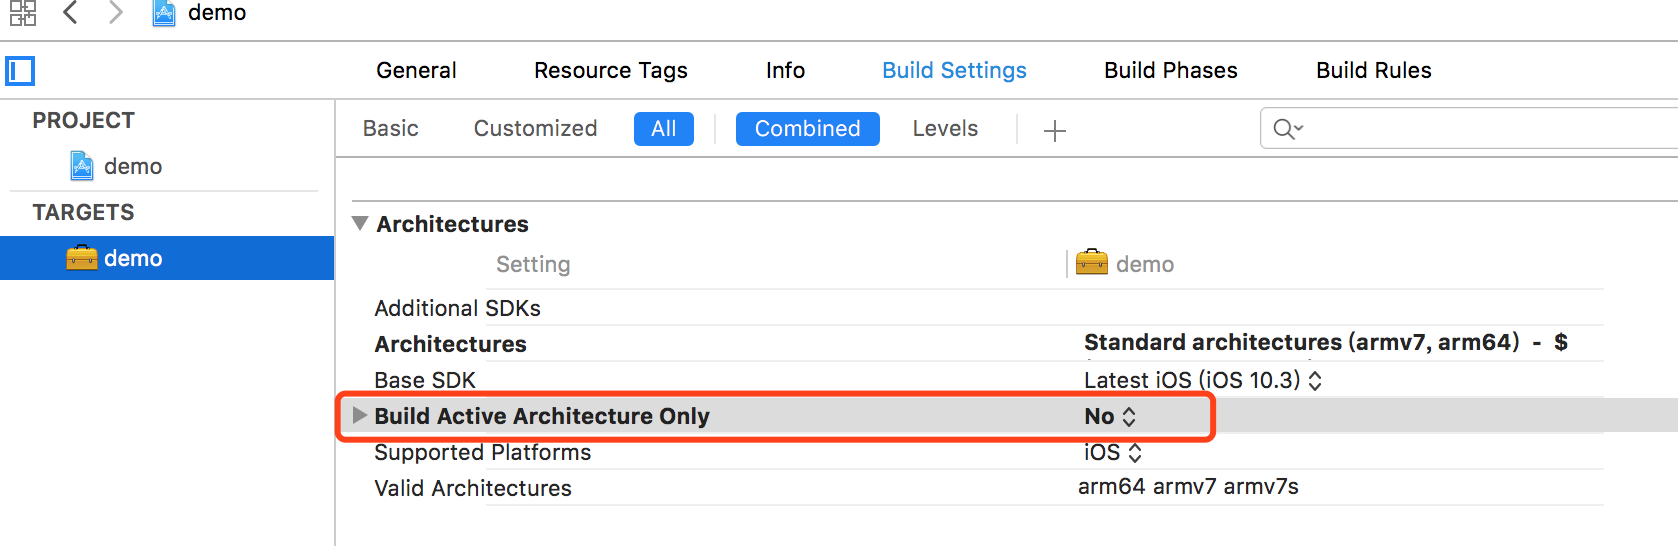 demo
General Resource Tags Info Build Settings Build Phases Build Rules
PROJECT
demo
TARGETS
demo
Basic Customized All Combined Levels
Architectures
Setting demo
Additional SDKs
Architectures Standard architectures (armv7, arm64) - $
Base SDK Latest iOS (iOS 10.3)
Build Active Architecture Only No
Supported Platforms iOS
Valid Architectures arm64 armv7 armv7s